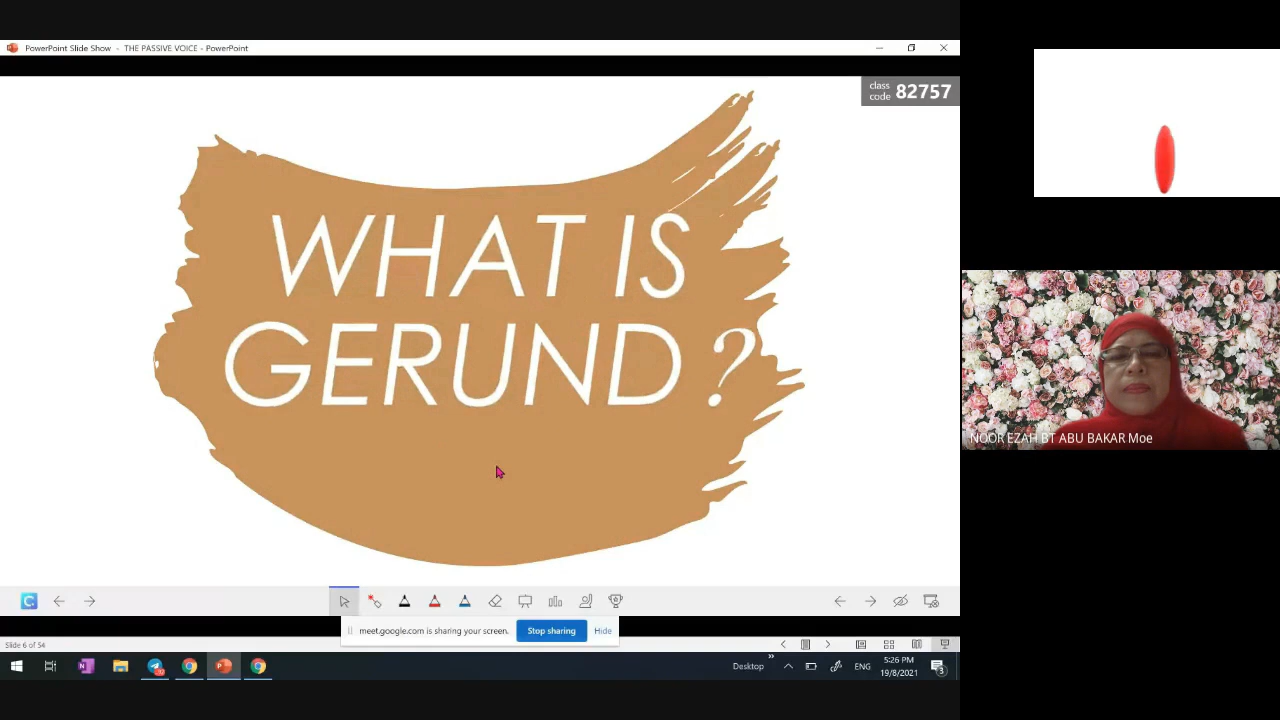 PowerPoint Slide Show - THE PASSIVE VOICE - PowerPoint
class
code 82757
WHAT IS
GERUND ?
NOOR EZAH BT ABU BAKAR Moe
meet.google.com is sharing your screen.
Stop sharing
Hide
Slide 6 of 54
Desktop
ENG
5:26 PM
19/8/2021
3